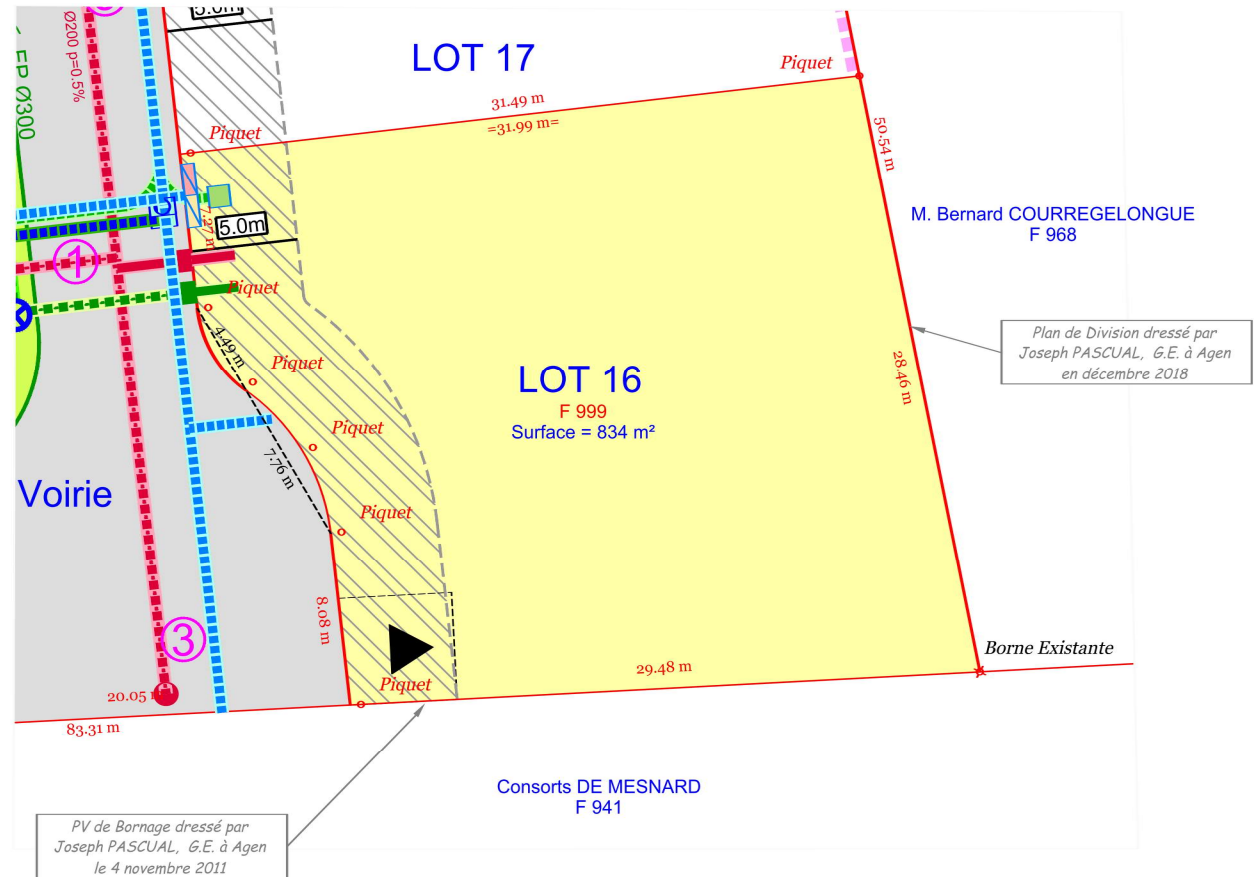 5.0m
Ø200 p=0.5%
EP Ø300
LOT 17
Piquet
31.49 m
=31.99 m=
Piquet
50.54 m
M. Bernard COURREGELONGUE
F 968
5.0m
7.27 m
1
Piquet
4.49 m
Plan de Division dressé par
Joseph PASCUAL, G.E. à Agen
en décembre 2018
28.46 m
Piquet
LOT 16
F 999
Surface = 834 m²
Piquet
7.76 m
Voirie
Piquet
8.08 m
3
Borne Existante
29.48 m
Piquet
20.05 m
83.31 m
Consorts DE MESNARD
F 941
PV de Bornage dressé par
Joseph PASCUAL, G.E. à Agen
le 4 novembre 2011